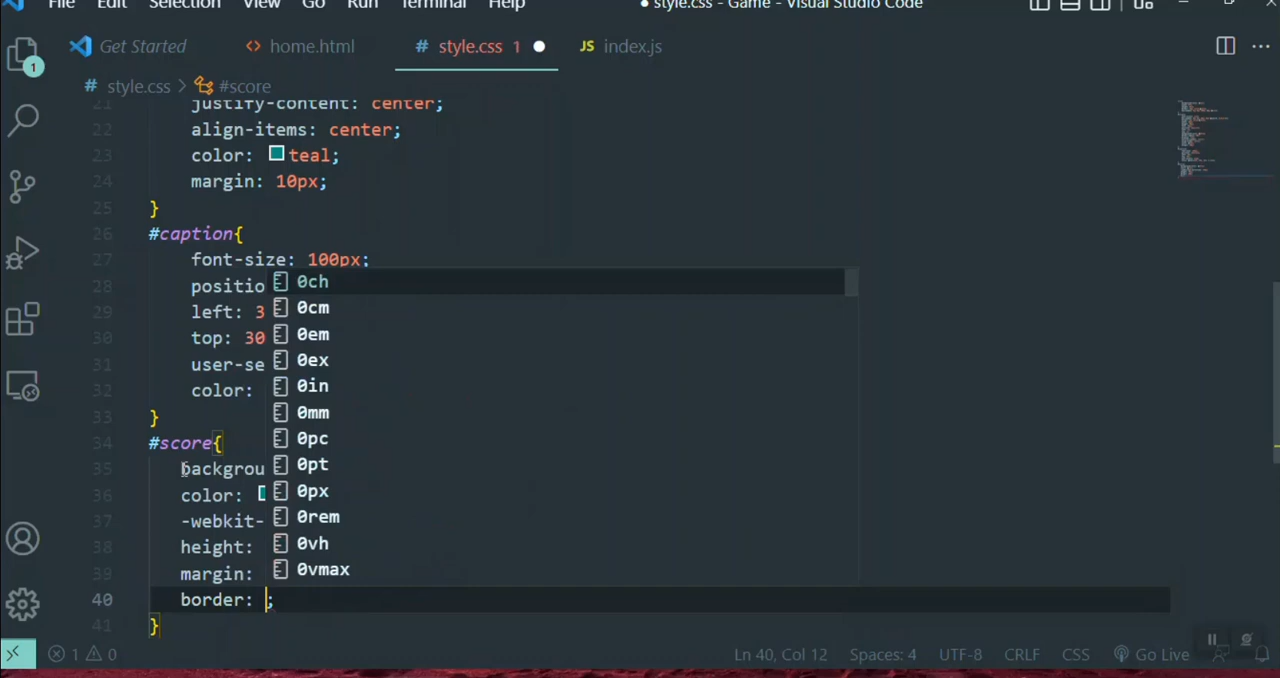 File Edit Selection View Go Run Terminal Help ● style.css - Game - Visual Studio Code
Get Started <> home.html # style.css 1 ● JS index.js
# style.css > #score
1
21 justify-content: center;
22 align-items: center;
23 color: teal;
24 margin: 10px;
25 }
26 #caption{
27 font-size: 100px;
28 positio
29 left: 3
30 top: 30
31 user-se
32 color:
33 }
34 #score{
35 backgrou
36 color:
37 -webkit-
38 height:
39 margin:
40 border: ;
41 }
0ch
0cm
0em
0ex
0in
0mm
0pc
0pt
0px
0rem
0vh
0vmax
1 0 Ln 40, Col 12 Spaces: 4 UTF-8 CRLF CSS Go Live